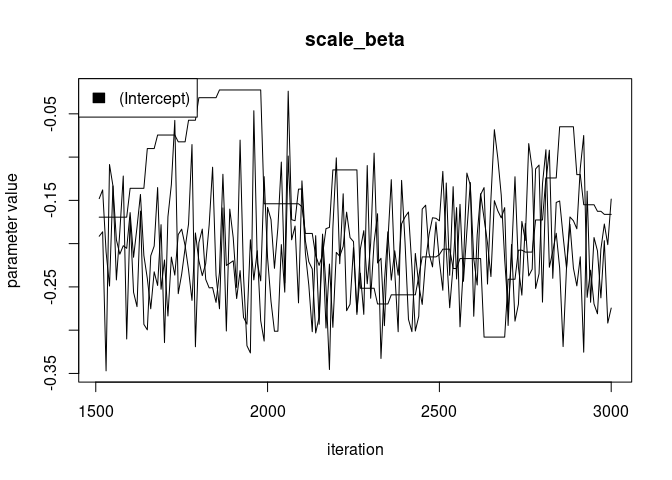 scale_beta
(Intercept)
-0.05
-0.15
-0.25
-0.35
parameter value
1500
2000
2500
3000
iteration